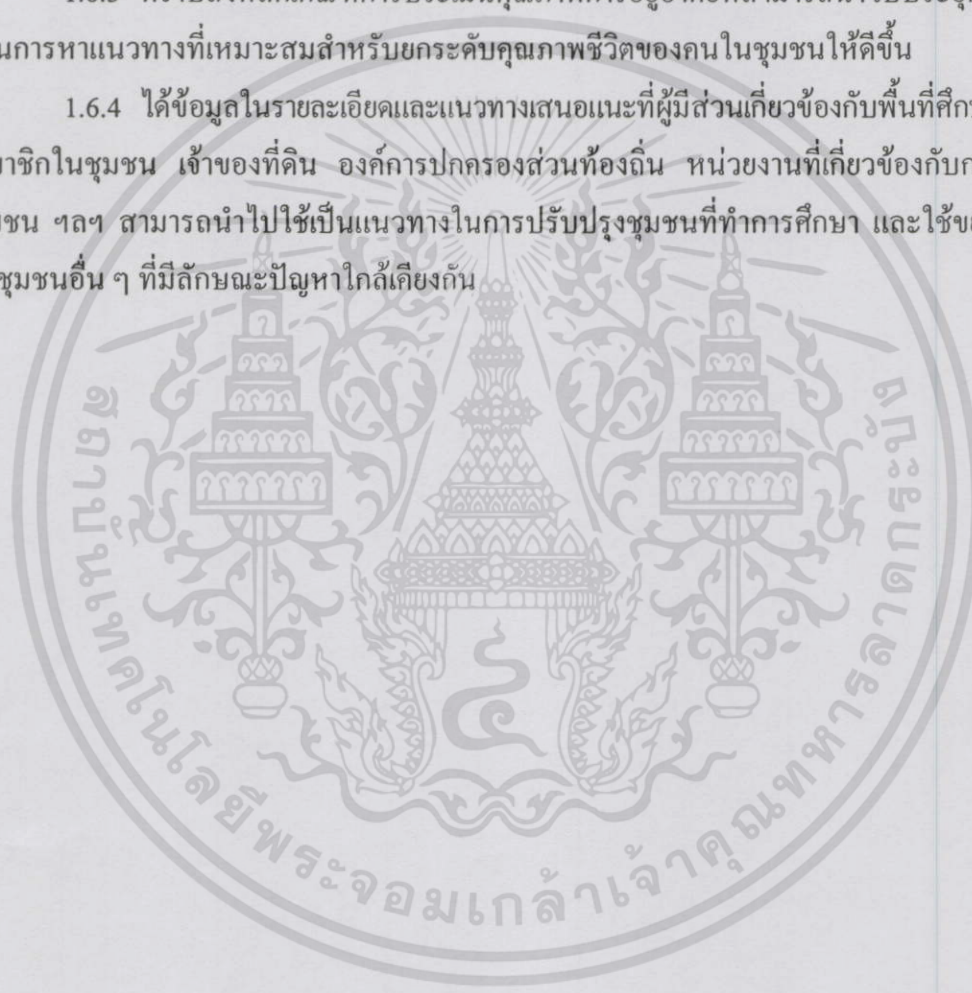 นการหาแนวทางที่เหมาะสมสำหรับยกระดับคุณภาพชีวิตของคนในชุมชนให้ดีขึ้น
1.6.4 ได้ข้อมูลในรายละเอียดและแนวทางเสนอแนะที่ผู้มีส่วนเกี่ยวข้องกับพื้นที่ศึก
าชิกในชุมชน เจ้าของที่ดิน องค์การปกครองส่วนท้องถิ่น หน่วยงานที่เกี่ยวข้องกับก
ชน ฯลฯ สามารถนำไปใช้เป็นแนวทางในการปรับปรุงชุมชนที่ทำการศึกษา และใช้ข
ชุมชนอื่น ๆ ที่มีลักษณะปัญหาใกล้เคียงกัน
สถาบันเทคโนโลยีพระจอมเกล้าเจ้าคุณทหารลาดกระบัง